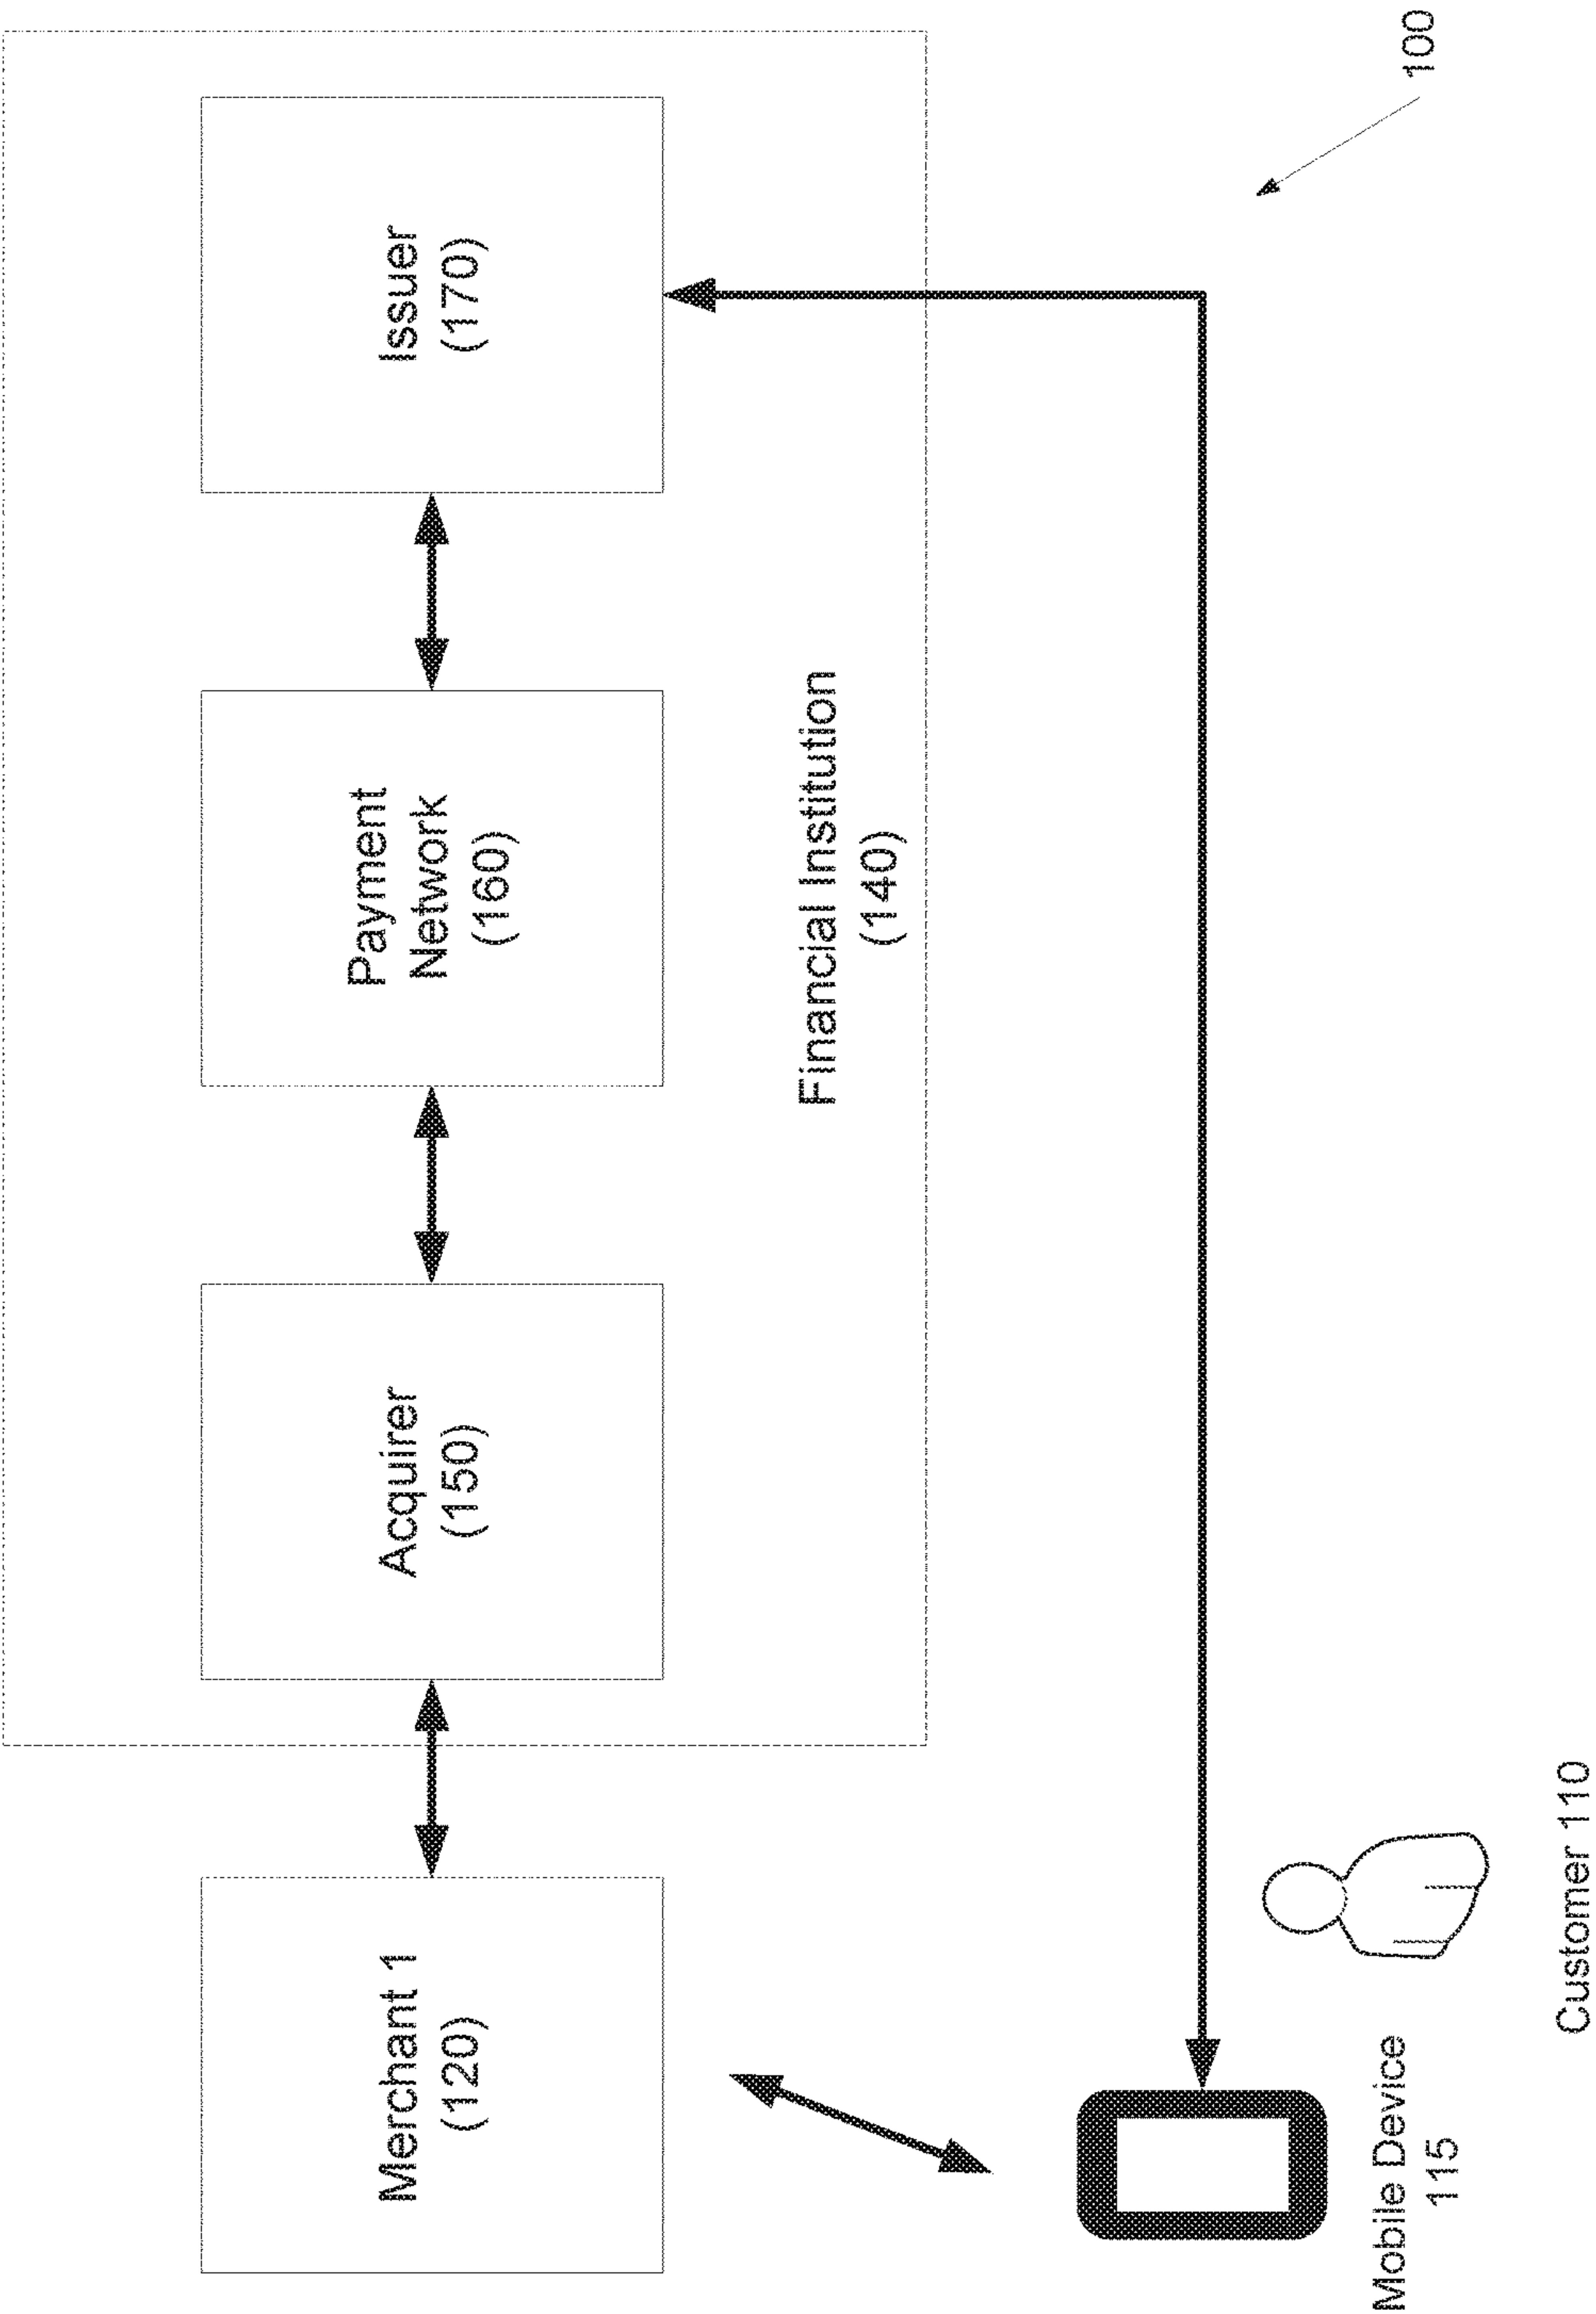 Merchant 1
(120)
Acquirer
(150)
Payment
Network
(160)
Issuer
(170)
Financial Institution
(140)
Mobile Device
115
Customer 110
100